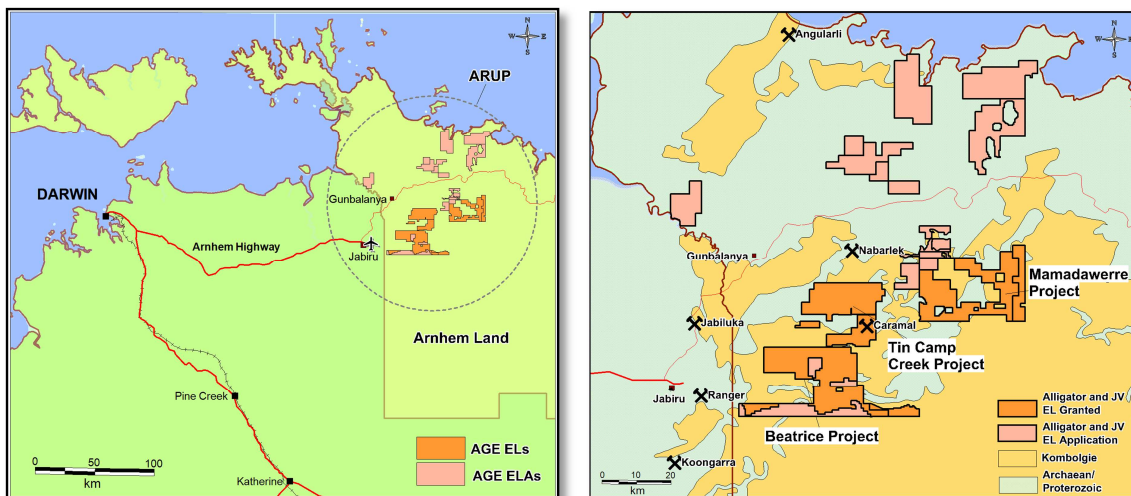 N
W E
S
ARUP
DARWIN
Gunbalanya
Arnhem Highway
Jabiru
Arnhem Land
Pine Creek
AGE ELs
AGE ELAs
0 50 100
km
Katherine
N
W E
S
Angularli
Gunbalanya
Nabarlek
Mamadawerre
Project
Jabiluka
Caramal
Tin Camp
Creek Project
Jabiru
Ranger
Beatrice Project
Koongarra
Alligator and JV
EL Granted
Alligator and JV
EL Application
Kombolgie
Archaean/
Proterozoic
0 10 20
km